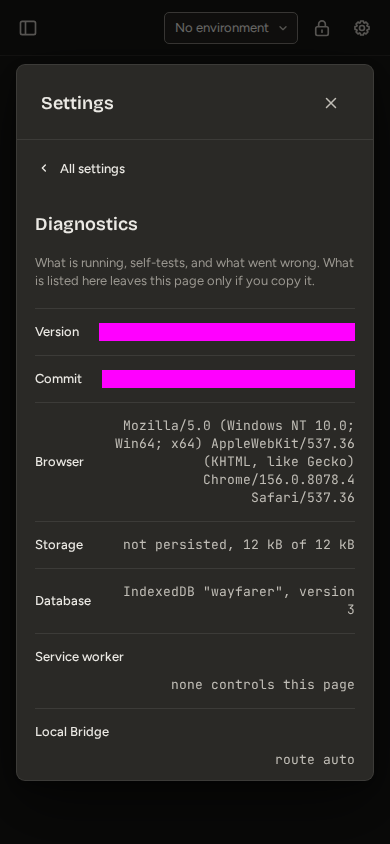 No environment
Settings
All settings
Diagnostics
What is running, self-tests, and what went wrong. What
is listed here leaves this page only if you copy it.
Version
Commit
Browser
Mozilla/5.0 (Windows NT 10.0;
Win64; x64) AppleWebKit/537.36
(KHTML, like Gecko)
Chrome/156.0.8078.4
Safari/537.36
Storage
not persisted, 12 kB of 12 kB
Database
IndexedDB "wayfarer", version
3
Service worker
none controls this page
Local Bridge
route auto